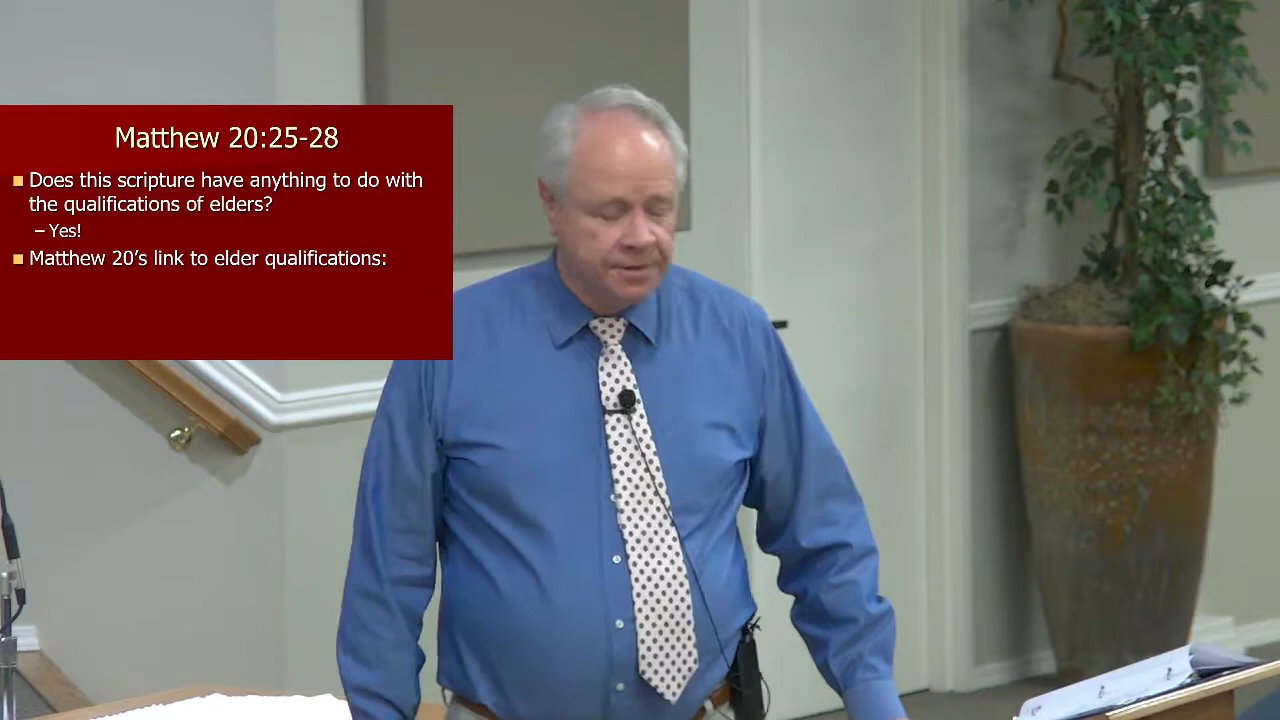 Matthew 20:25-28
■ Does this scripture have anything to do with
the qualifications of elders?
– Yes!
■ Matthew 20's link to elder qualifications: